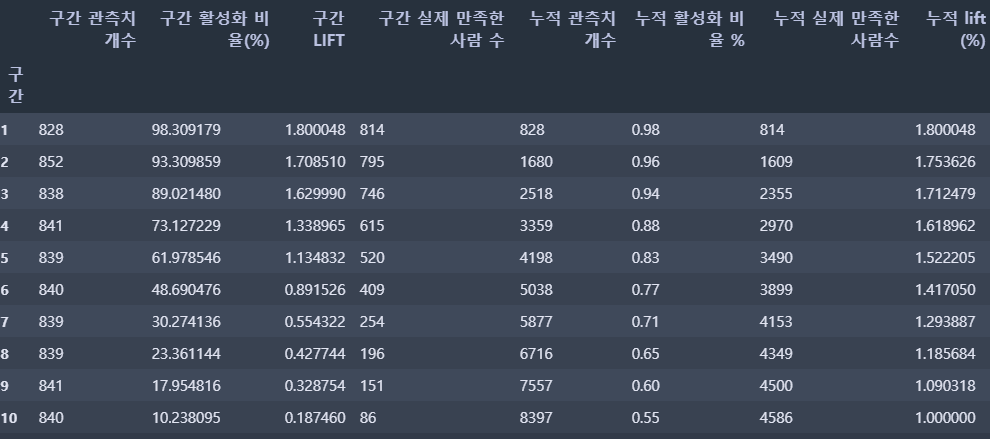 구간 관측치 개수 구간 활성화 비율(%) 구간 LIFT 구간 실제 만족한 사람 수 누적 관측치 개수 누적 활성화 비율 % 누적 실제 만족한 사람수 누적 lift (%)
구간
1 828 98.309179 1.800048 814 828 0.98 814 1.800048
2 852 93.309859 1.708510 795 1680 0.96 1609 1.753626
3 838 89.021480 1.629990 746 2518 0.94 2355 1.712479
4 841 73.127229 1.338965 615 3359 0.88 2970 1.618962
5 839 61.978546 1.134832 520 4198 0.83 3490 1.522205
6 840 48.690476 0.891526 409 5038 0.77 3899 1.417050
7 839 30.274136 0.554322 254 5877 0.71 4153 1.293887
8 839 23.361144 0.427744 196 6716 0.65 4349 1.185684
9 841 17.954816 0.328754 151 7557 0.60 4500 1.090318
10 840 10.238095 0.187460 86 8397 0.55 4586 1.000000